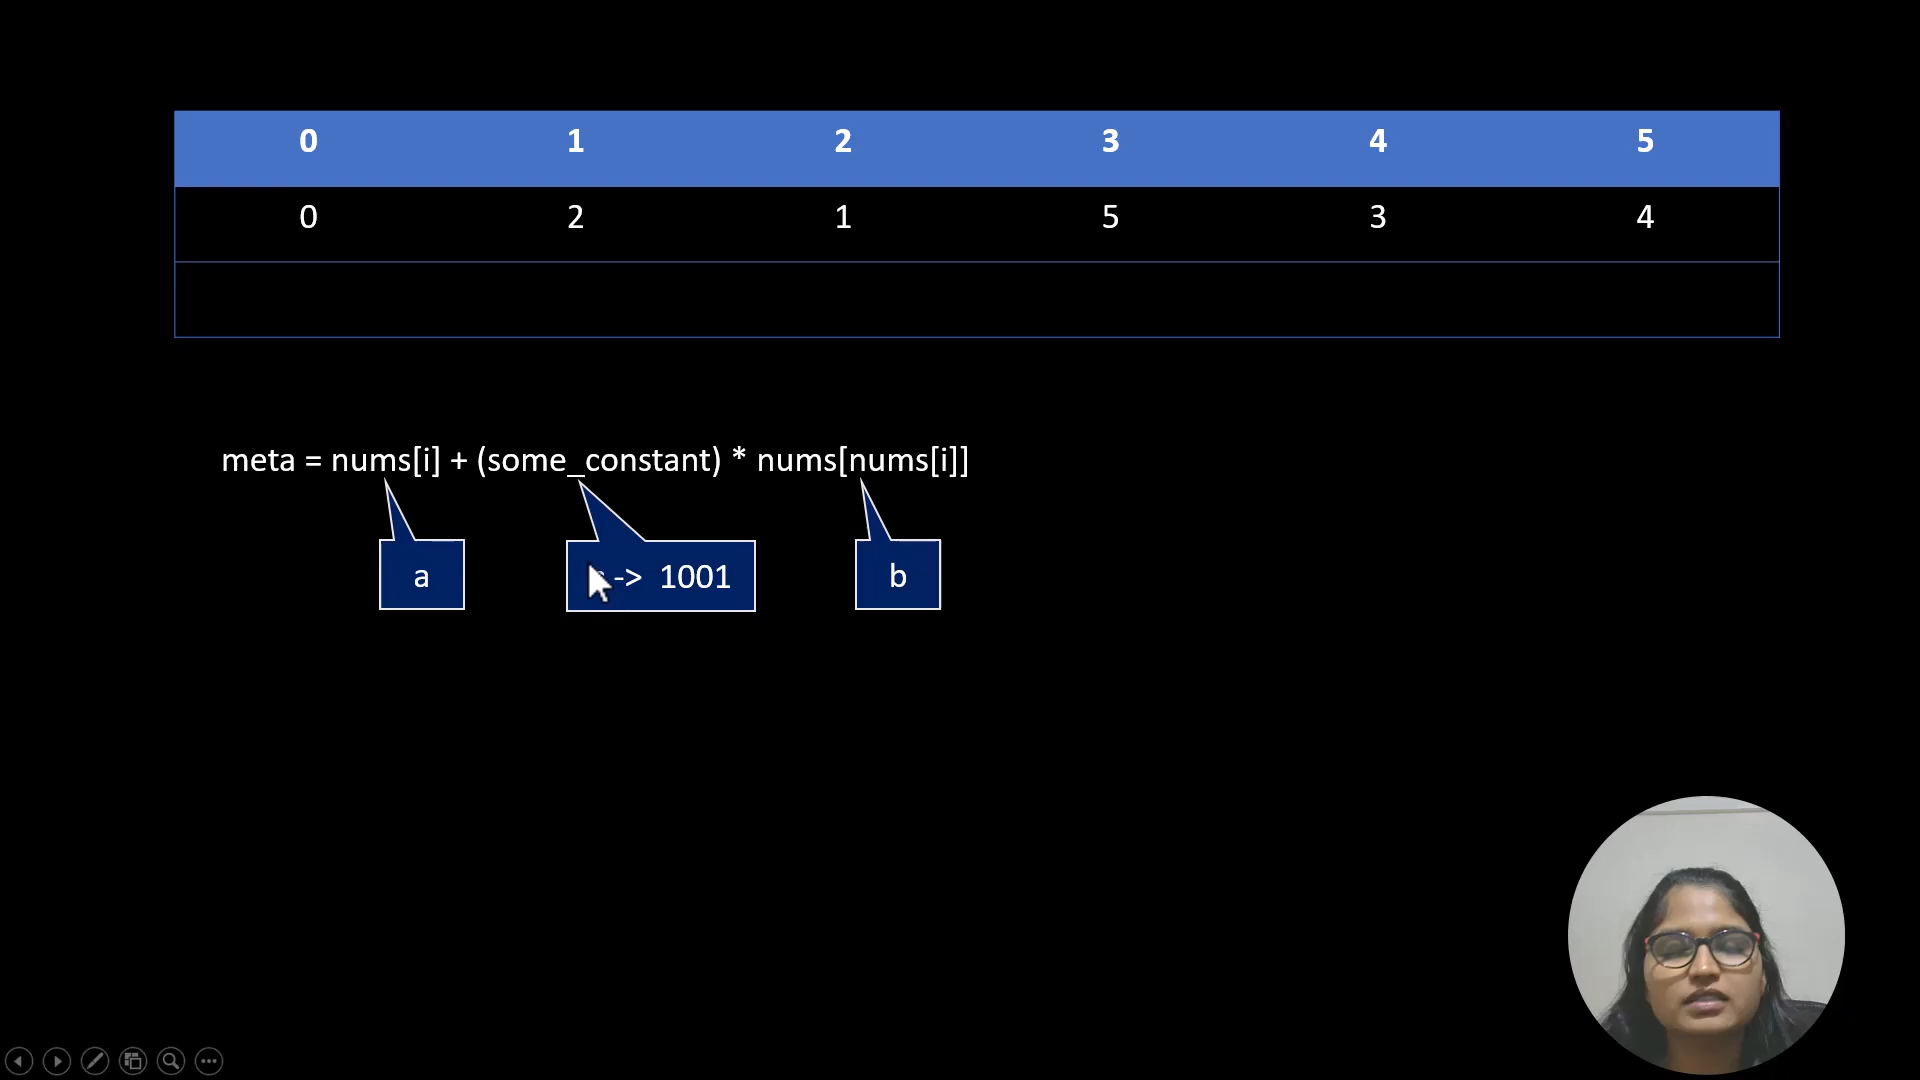 0 1 2 3 4 5
0 2 1 5 3 4
meta = nums[i] + (some_constant) * nums[nums[i]]
a -> 1001 b